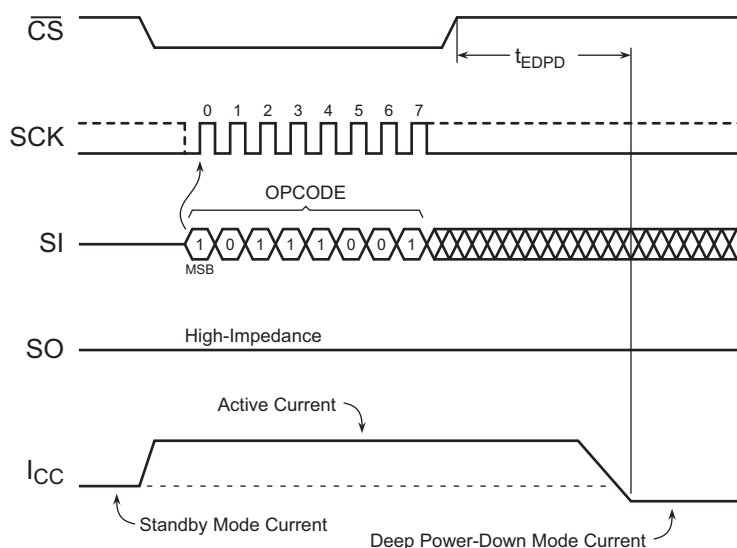 CS
tEDPD
0 1 2 3 4 5 6 7
SCK
OPCODE
SI 1 0 1 1 1 0 0 1
MSB
High-Impedance
SO
Active Current
ICC
Standby Mode Current
Deep Power-Down Mode Current